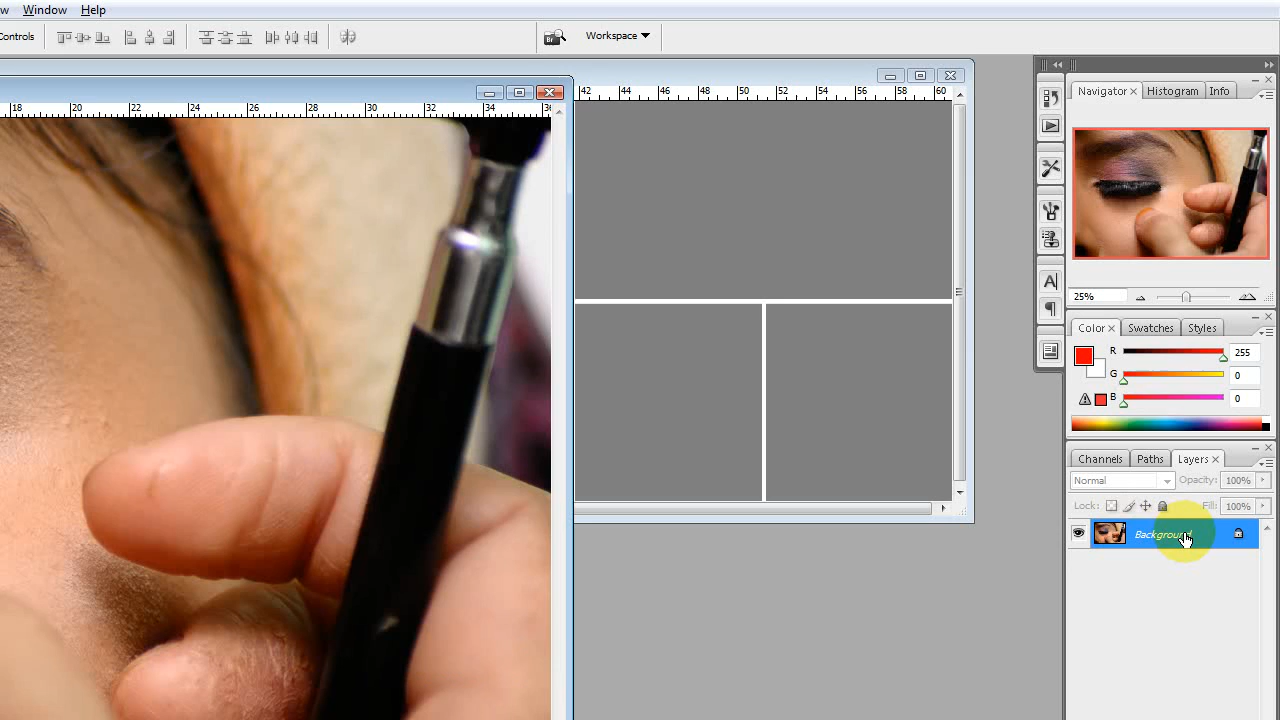 w Window Help
Controls Workspace
42 44 46 48 50 52 54 56 58 60
18 20 22 24 26 28 30 32 34 36
Navigator Histogram Info
25%
Color Swatches Styles
R 255
G 0
B 0
Channels Paths Layers
Normal Opacity: 100%
Lock: Fill: 100%
Background